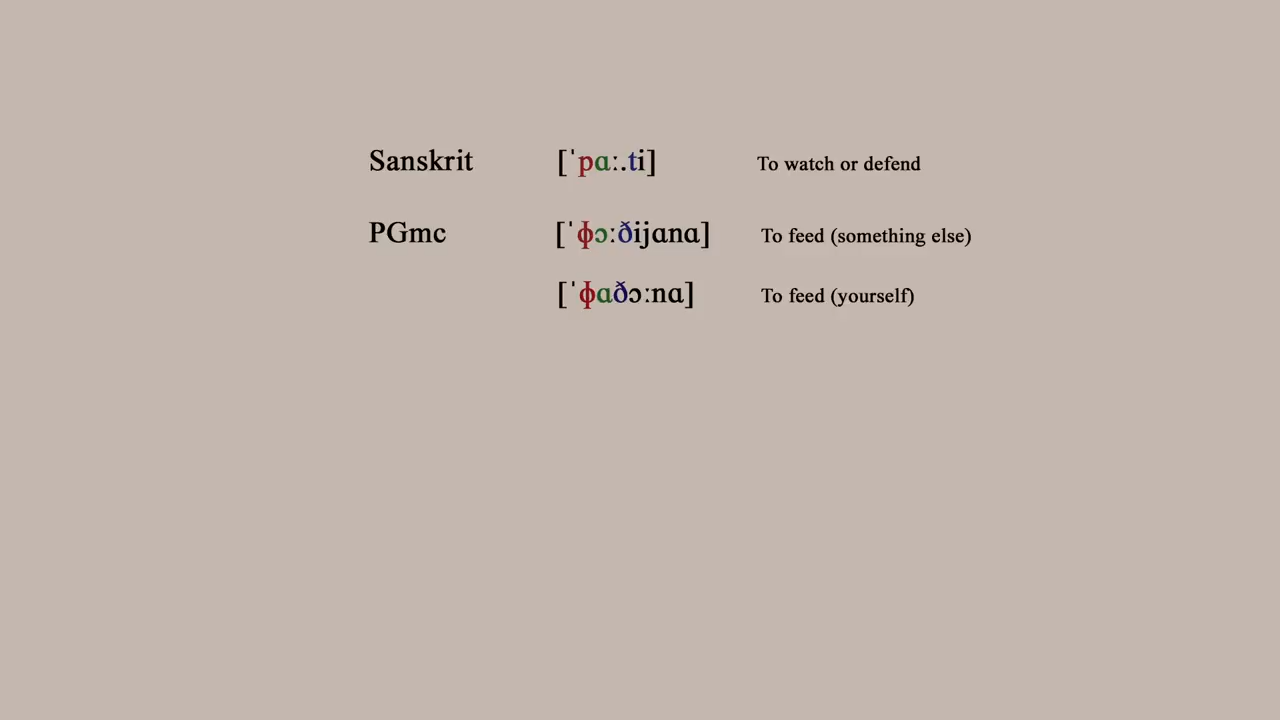 Sanskrit [ˈpɑː.ti] To watch or defend
PGmc [ˈɸɔːðijɑnɑ] To feed (something else)
[ˈɸɑðɔːnɑ] To feed (yourself)